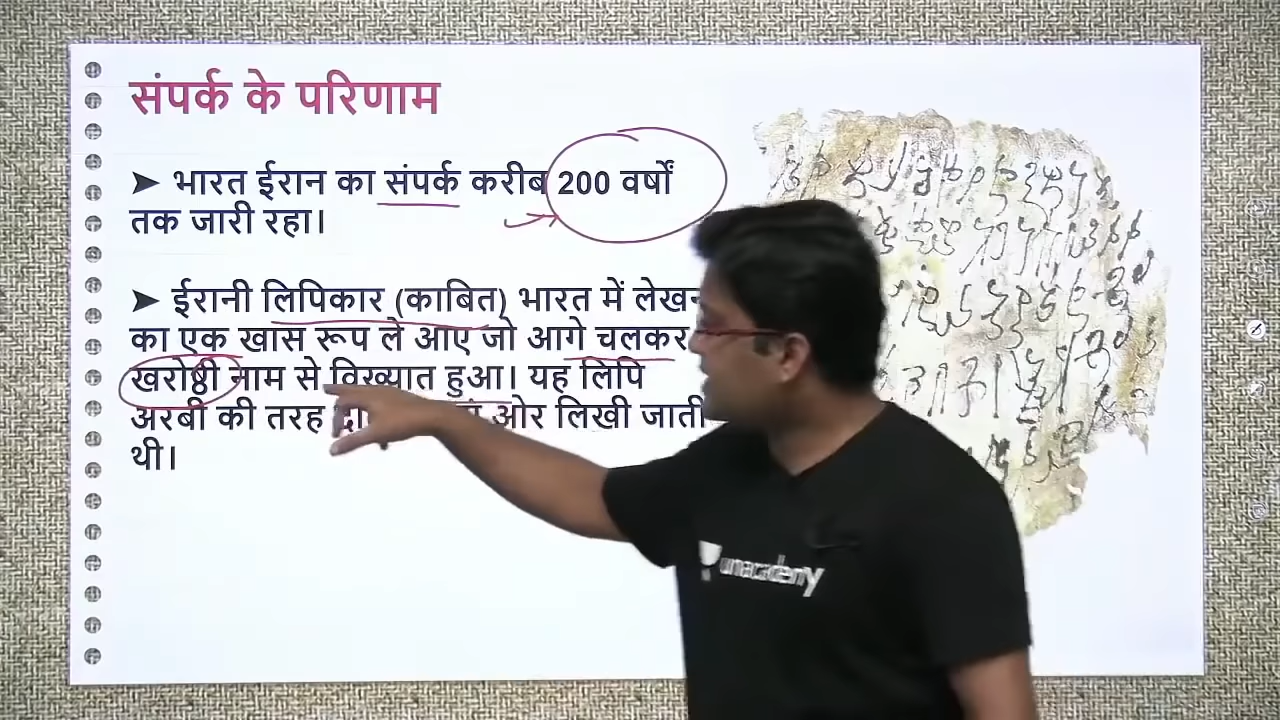 संपर्क के परिणाम
➤ भारत ईरान का संपर्क करीब 200 वर्षों
तक जारी रहा।
➤ ईरानी लिपिकार (काबित) भारत में लेखन
का एक खास रूप ले आए जो आगे चलकर
खरोष्ठी नाम से विख्यात हुआ। यह लिपि
अरबी की तरह ओर लिखी जाती
थी।
unacademy